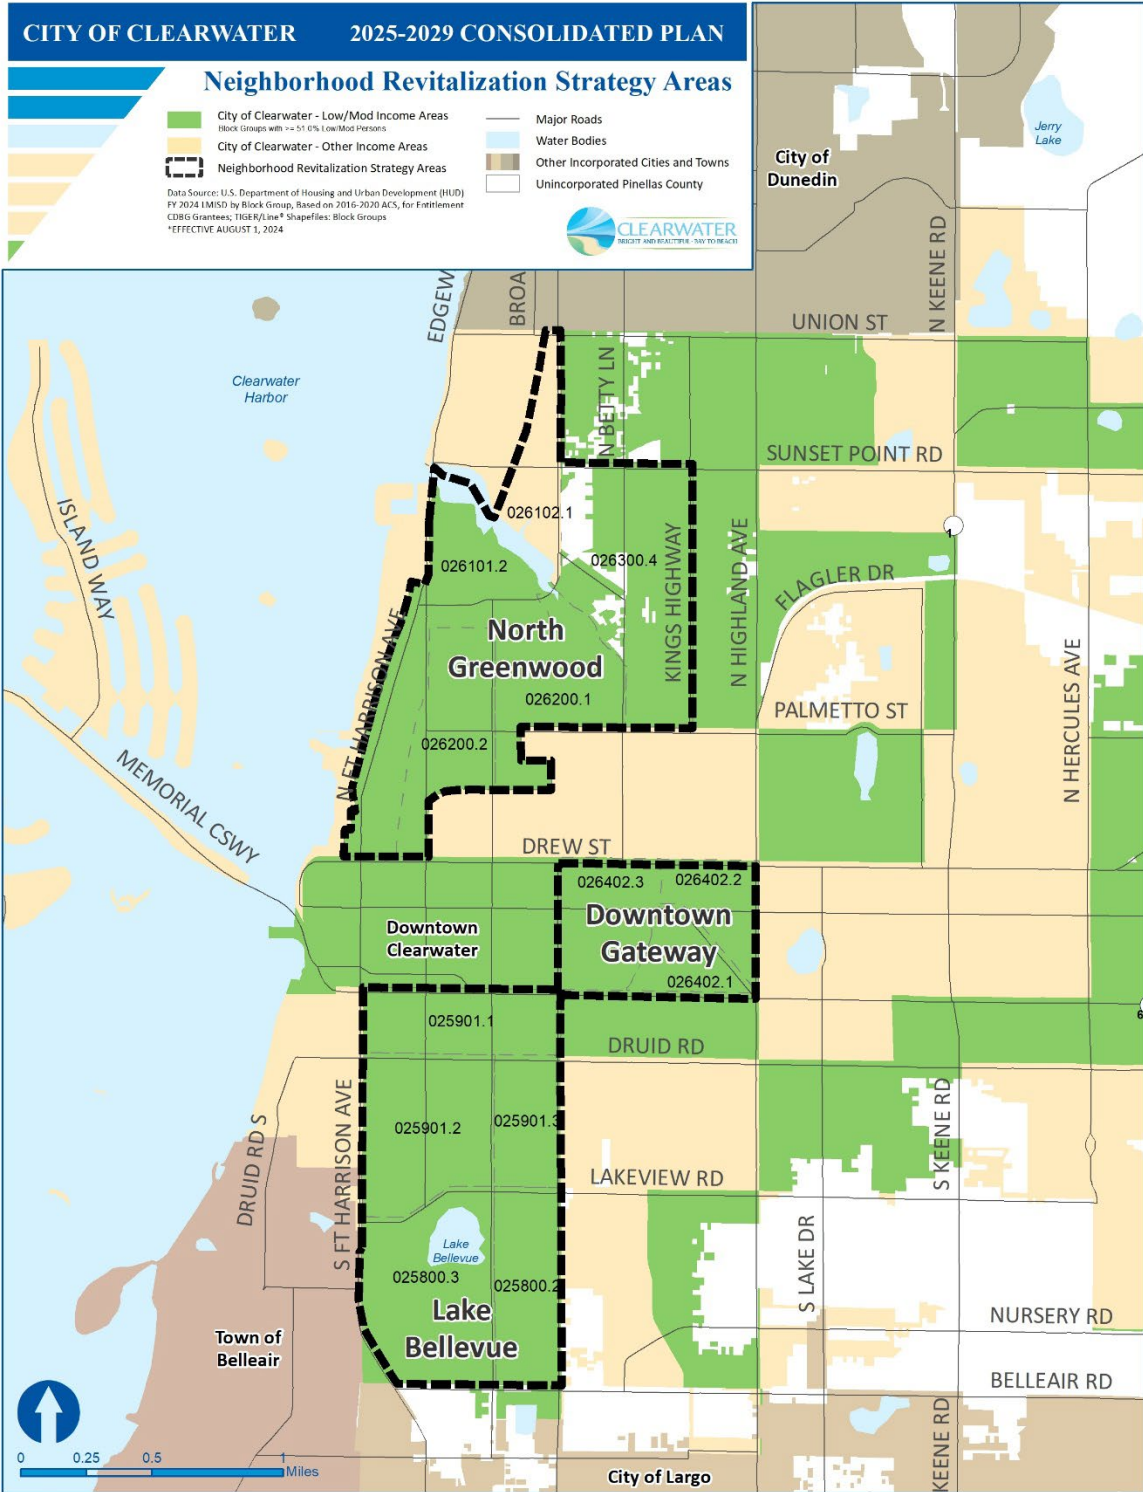 CITY OF CLEARWATER 2025-2029 CONSOLIDATED PLAN
Neighborhood Revitalization Strategy Areas
City of Clearwater - Low/Mod Income Areas
Block Groups with >= 51.0% Low/Mod Persons
City of Clearwater - Other Income Areas
Neighborhood Revitalization Strategy Areas
Major Roads
Water Bodies
Other Incorporated Cities and Towns
Unincorporated Pinellas County
Data Source: U.S. Department of Housing and Urban Development (HUD)
FY 2024 LMISD by Block Group, Based on 2016-2020 ACS, for Entitlement
CDBG Grantees; TIGER/Line® Shapefiles: Block Groups
*EFFECTIVE AUGUST 1, 2024
CLEARWATER
BRIGHT AND BEAUTIFUL · BAY TO BEACH
Jerry
Lake
City of
Dunedin
N KEENE RD
EDGEW
BROA
UNION ST
N BETTY LN
Clearwater
Harbor
SUNSET POINT RD
ISLAND WAY
026102.1
1
026101.2
026300.4
KINGS HIGHWAY
N HIGHLAND AVE
FLAGLER DR
North
Greenwood
N FT HARRISON AVE
026200.1
PALMETTO ST
N HERCULES AVE
026200.2
MEMORIAL CSWY
DREW ST
026402.3
026402.2
Downtown
Gateway
Downtown
Clearwater
026402.1
6
025901.1
DRUID RD
S FT HARRISON AVE
025901.2
025901.3
S KEENE RD
DRUID RD S
LAKEVIEW RD
Lake
Bellevue
S LAKE DR
025800.3
025800.2
Lake
Bellevue
NURSERY RD
Town of
Belleair
BELLEAIR RD
KEENE RD
0 0.25 0.5 1
Miles
City of Largo